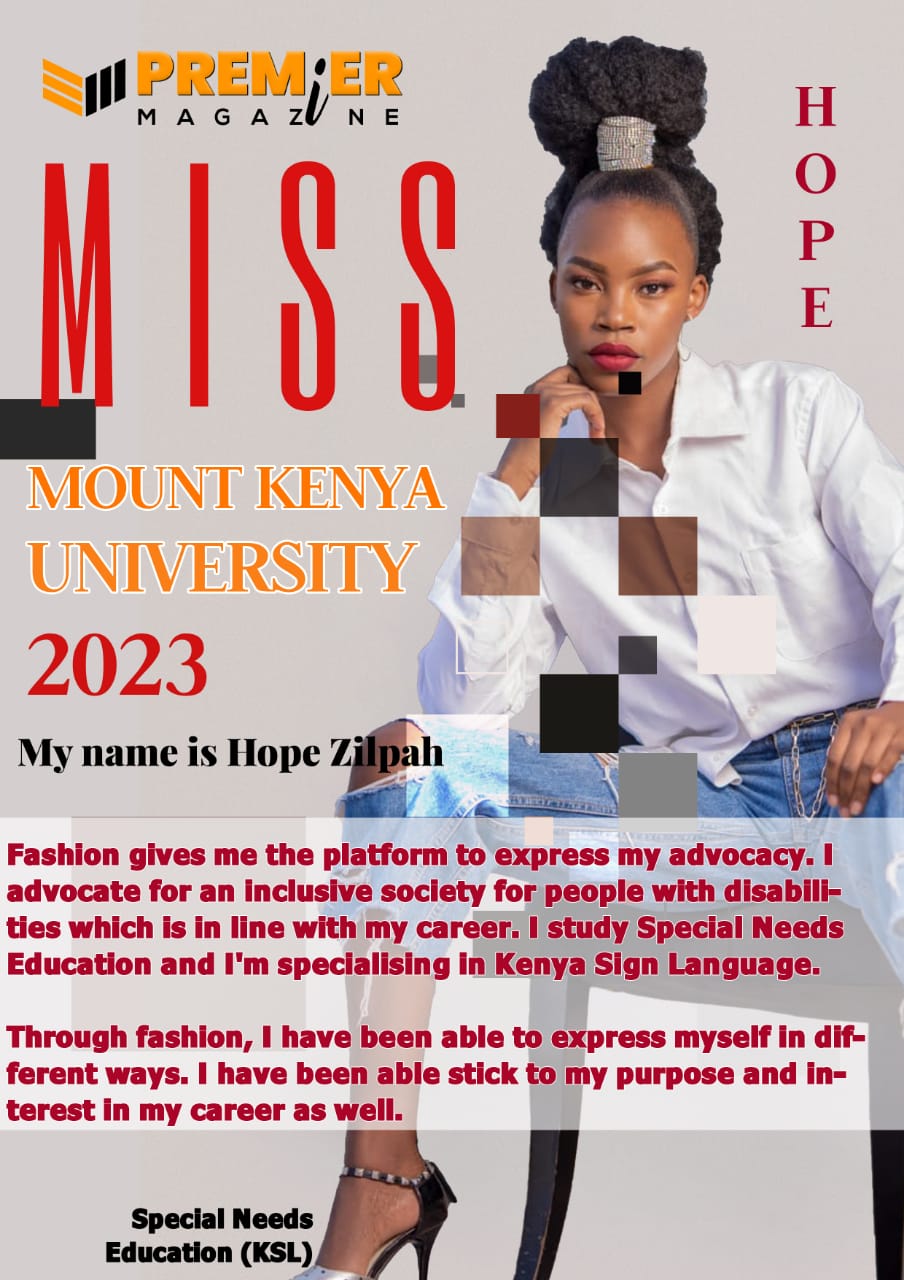 PREMiER
MAGAZiNE
HOPE
MISS
MOUNT KENYA
UNIVERSITY
2023
My name is Hope Zilpah
Fashion gives me the platform to express my advocacy. I
advocate for an inclusive society for people with disabili-
ties which is in line with my career. I study Special Needs
Education and I'm specialising in Kenya Sign Language.
Through fashion, I have been able to express myself in dif-
ferent ways. I have been able stick to my purpose and in-
terest in my career as well.
Special Needs
Education (KSL)